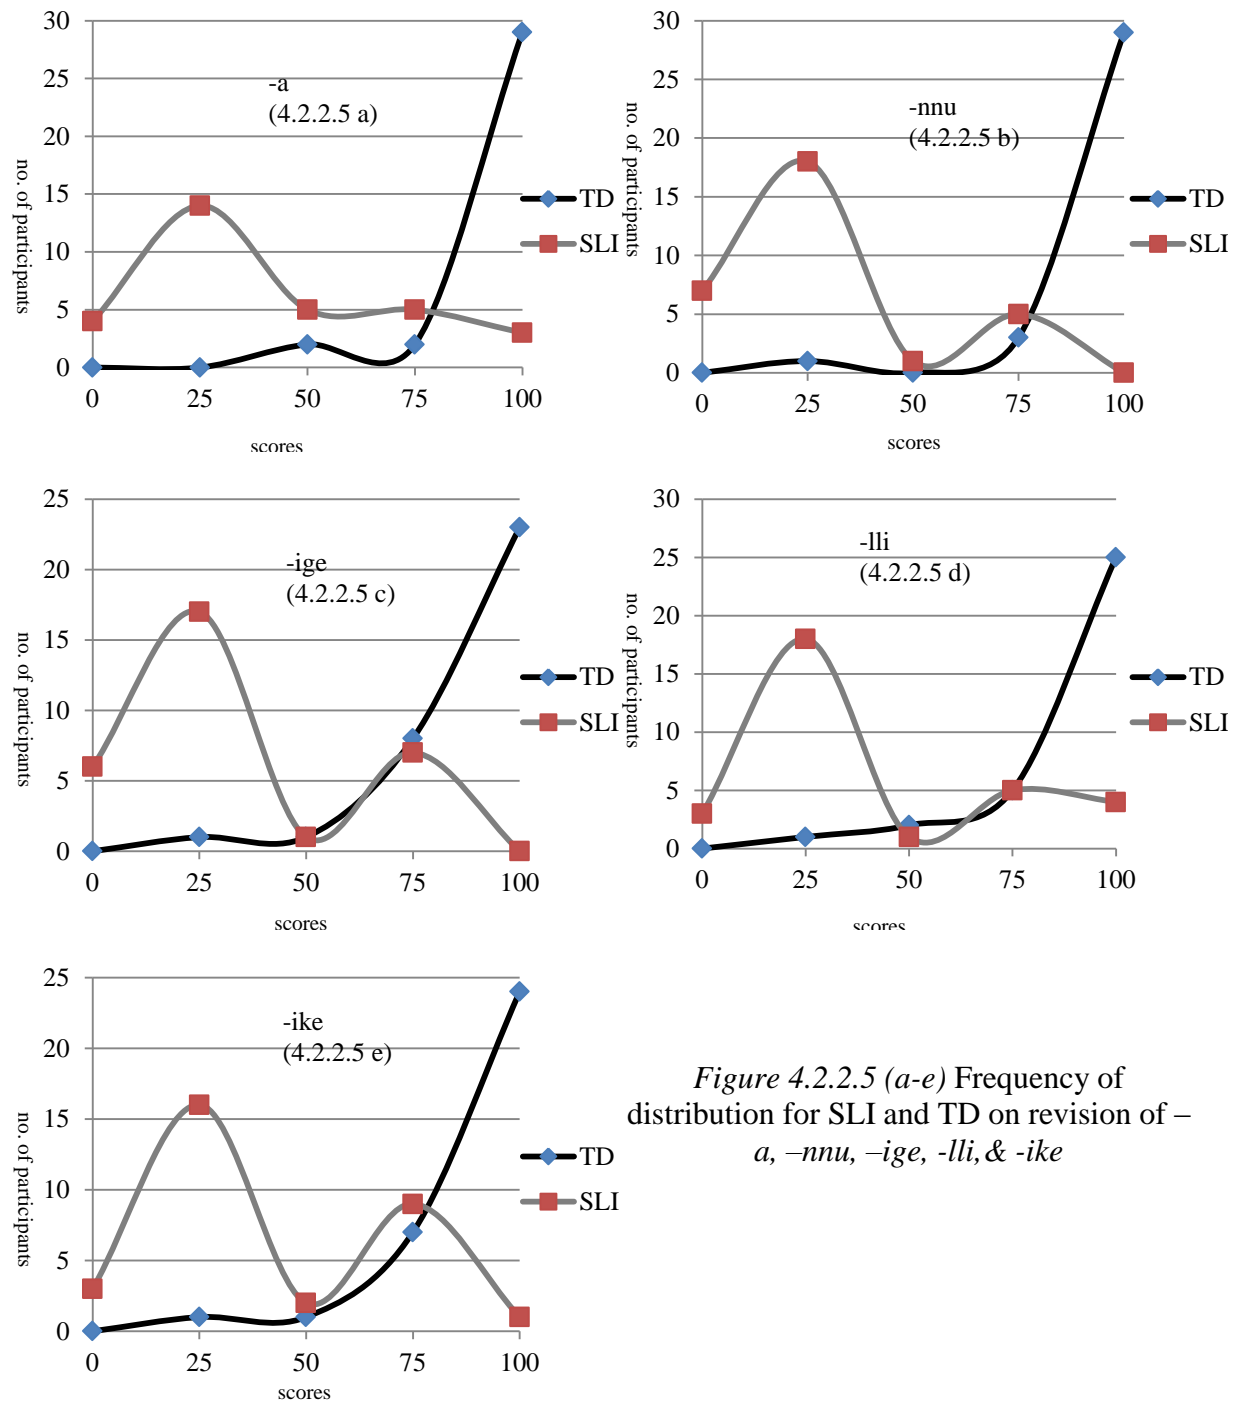 30
25
20
15
10
5
0
no. of participants
-a
(4.2.2.5 a)
TD
SLI
0 25 50 75 100
scores
30
25
20
15
10
5
0
no. of participants
-nnu
(4.2.2.5 b)
TD
SLI
0 25 50 75 100
scores
25
20
15
10
5
0
no. of participants
-ige
(4.2.2.5 c)
TD
SLI
0 25 50 75 100
scores
30
25
20
15
10
5
0
no. of participants
-lli
(4.2.2.5 d)
TD
SLI
0 25 50 75 100
scores
25
20
15
10
5
0
no. of participants
-ike
(4.2.2.5 e)
TD
SLI
0 25 50 75 100
scores
Figure 4.2.2.5 (a-e) Frequency of
distribution for SLI and TD on revision of –
a, –nnu, –ige, -lli,& -ike